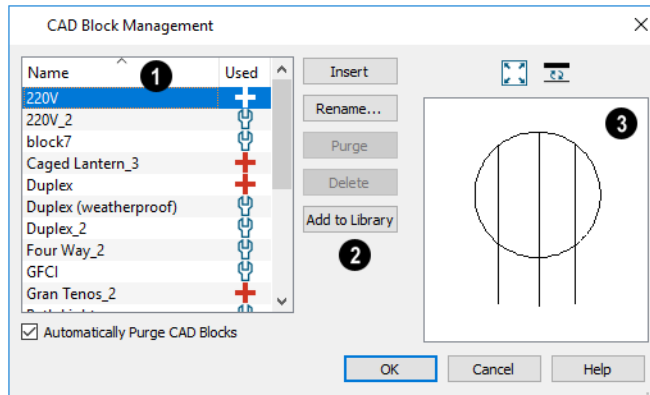 CAD Block Management
Name Used
1
220V
220V_2
block7
Caged Lantern_3
Duplex
Duplex (weatherproof)
Duplex_2
Four Way_2
GFCI
Gran Tenos_2
Automatically Purge CAD Blocks
Insert
Rename...
Purge
Delete
Add to Library
2
3
OK Cancel Help